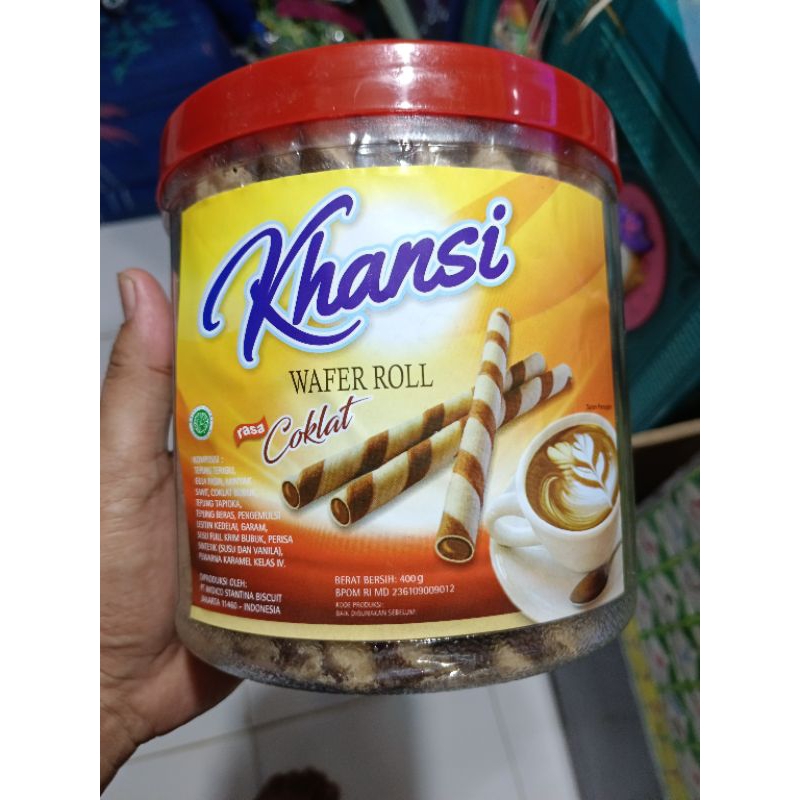 Khansi
WAFER ROLL
rasa Coklat
KOMPOSISI :
TEPUNG TERIGU,
GULA PASIR, MINYAK
SAWIT, COKLAT BUBUK,
TEPUNG TAPIOKA,
TEPUNG BERAS, PENGEMULSI
LESITIN KEDELAI, GARAM,
SUSU FULL KRIM BUBUK, PERISA
SINTETIK (SUSU DAN VANILA),
PEWARNA KARAMEL KELAS IV.
DIPRODUKSI OLEH:
STANTINA BISCUIT
JAKARTA 11460 - INDONESIA
BERAT BERSIH: 400 g
BPOM RI MD 236109009012
KODE PRODUKSI:
BAIK DIGUNAKAN SEBELUM: